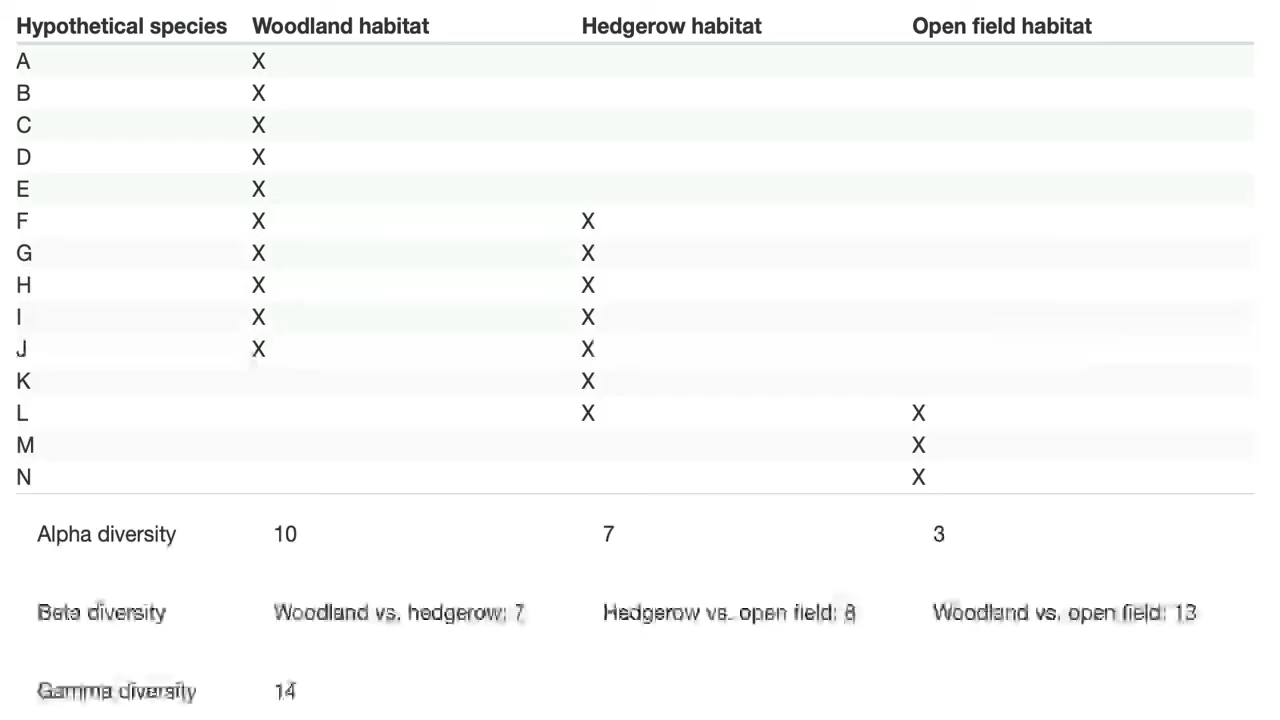 Hypothetical species Woodland habitat Hedgerow habitat Open field habitat
A X
B X
C X
D X
E X
F X X
G X X
H X X
I X X
J X X
K X
L X X
M X
N X
Alpha diversity 10 7 3
Beta diversity Woodland vs. hedgerow: 7 Hedgerow vs. open field: 8 Woodland vs. open field: 13
Gamma diversity 14